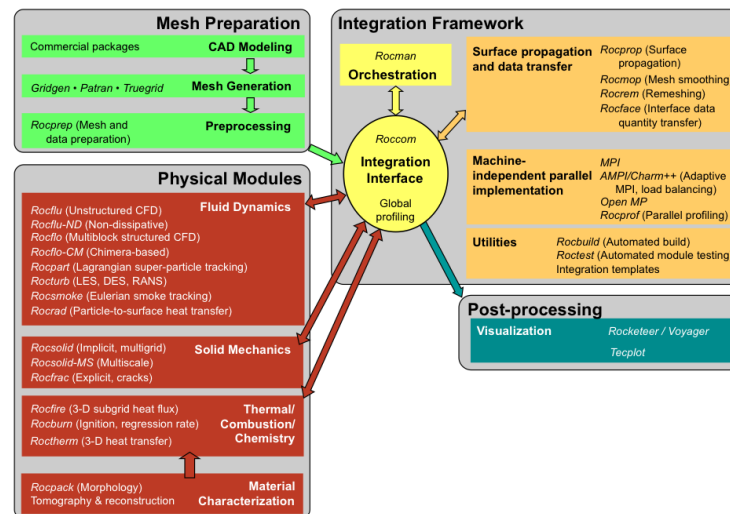 Mesh Preparation
Commercial packages CAD Modeling
Gridgen • Patran • Truegrid Mesh Generation
Rocprep (Mesh and Preprocessing
data preparation)
Physical Modules
Fluid Dynamics
Rocflu (Unstructured CFD)
Rocflu-ND (Non-dissipative)
Rocflo (Multiblock structured CFD)
Rocflo-CM (Chimera-based)
Rocpart (Lagrangian super-particle tracking)
Rocturb (LES, DES, RANS)
Rocsmoke (Eulerian smoke tracking)
Rocrad (Particle-to-surface heat transfer)
Rocsolid (Implicit, multigrid) Solid Mechanics
Rocsolid-MS (Multiscale)
Rocfrac (Explicit, cracks)
Rocfire (3-D subgrid heat flux) Thermal/
Rocburn (Ignition, regression rate) Combustion/
Roctherm (3-D heat transfer) Chemistry
Rocpack (Morphology) Material
Tomography & reconstruction Characterization
Integration Framework
Rocman
Orchestration
Roccom
Integration
Interface
Global
profiling
Surface propagation
and data transfer
Rocprop (Surface
propagation)
Rocmop (Mesh smoothing)
Rocrem (Remeshing)
Rocface (Interface data
quantity transfer)
Machine-
independent parallel
implementation
MPI
AMPI/Charm++ (Adaptive
MPI, load balancing)
Open MP
Rocprof (Parallel profiling)
Utilities
Rocbuild (Automated build)
Roctest (Automated module testing)
Integration templates
Post-processing
Visualization
Rocketeer / Voyager
Tecplot